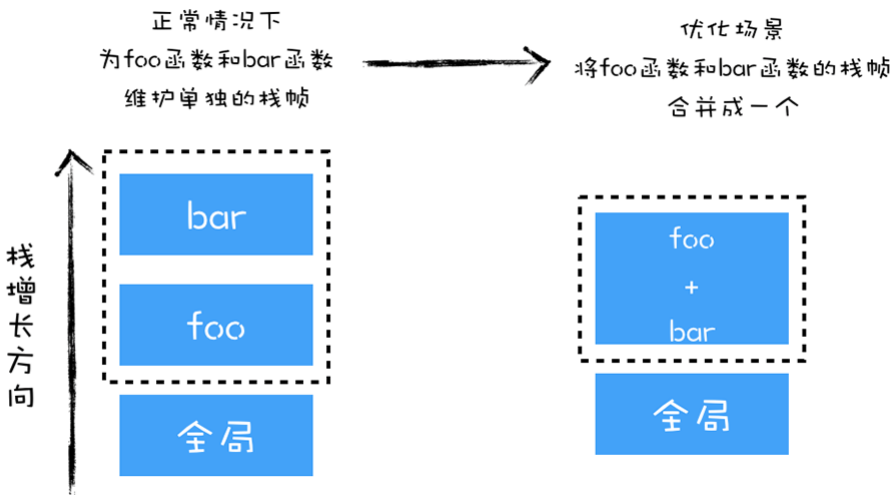 正常情况下
为foo函数和bar函数
维护单独的栈帧
优化场景
将foo函数和bar函数的栈帧
合并成一个
栈增长方向
bar
foo
全局
foo
+
bar
全局